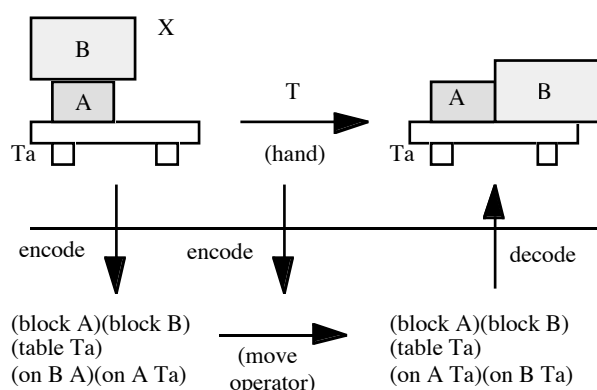 X
B
A
T
A
B
Ta
(hand)
Ta
encode
encode
decode
(block A)(block B)
(table Ta)
(on B A)(on A Ta)
(move
operator)
(block A)(block B)
(table Ta)
(on A Ta)(on B Ta)